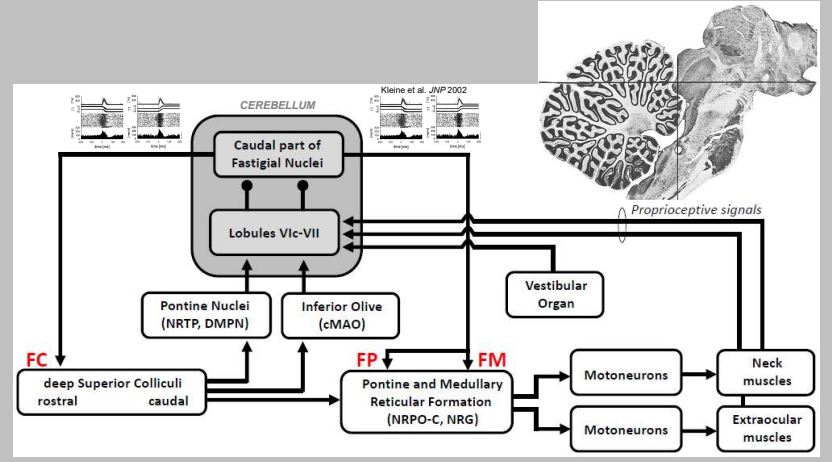 Kleine et al. JNP 2002
CEREBELLUM
Caudal part of
Fastigial Nuclei
Proprioceptive signals
Lobules VIc-VII
Vestibular
Organ
Pontine Nuclei
(NRTP, DMPN)
Inferior Olive
(cMAO)
FC
FP
FM
deep Superior Colliculi
rostral caudal
Pontine and Medullary
Reticular Formation
(NRPO-C, NRG)
Motoneurons
Neck
muscles
Motoneurons
Extraocular
muscles